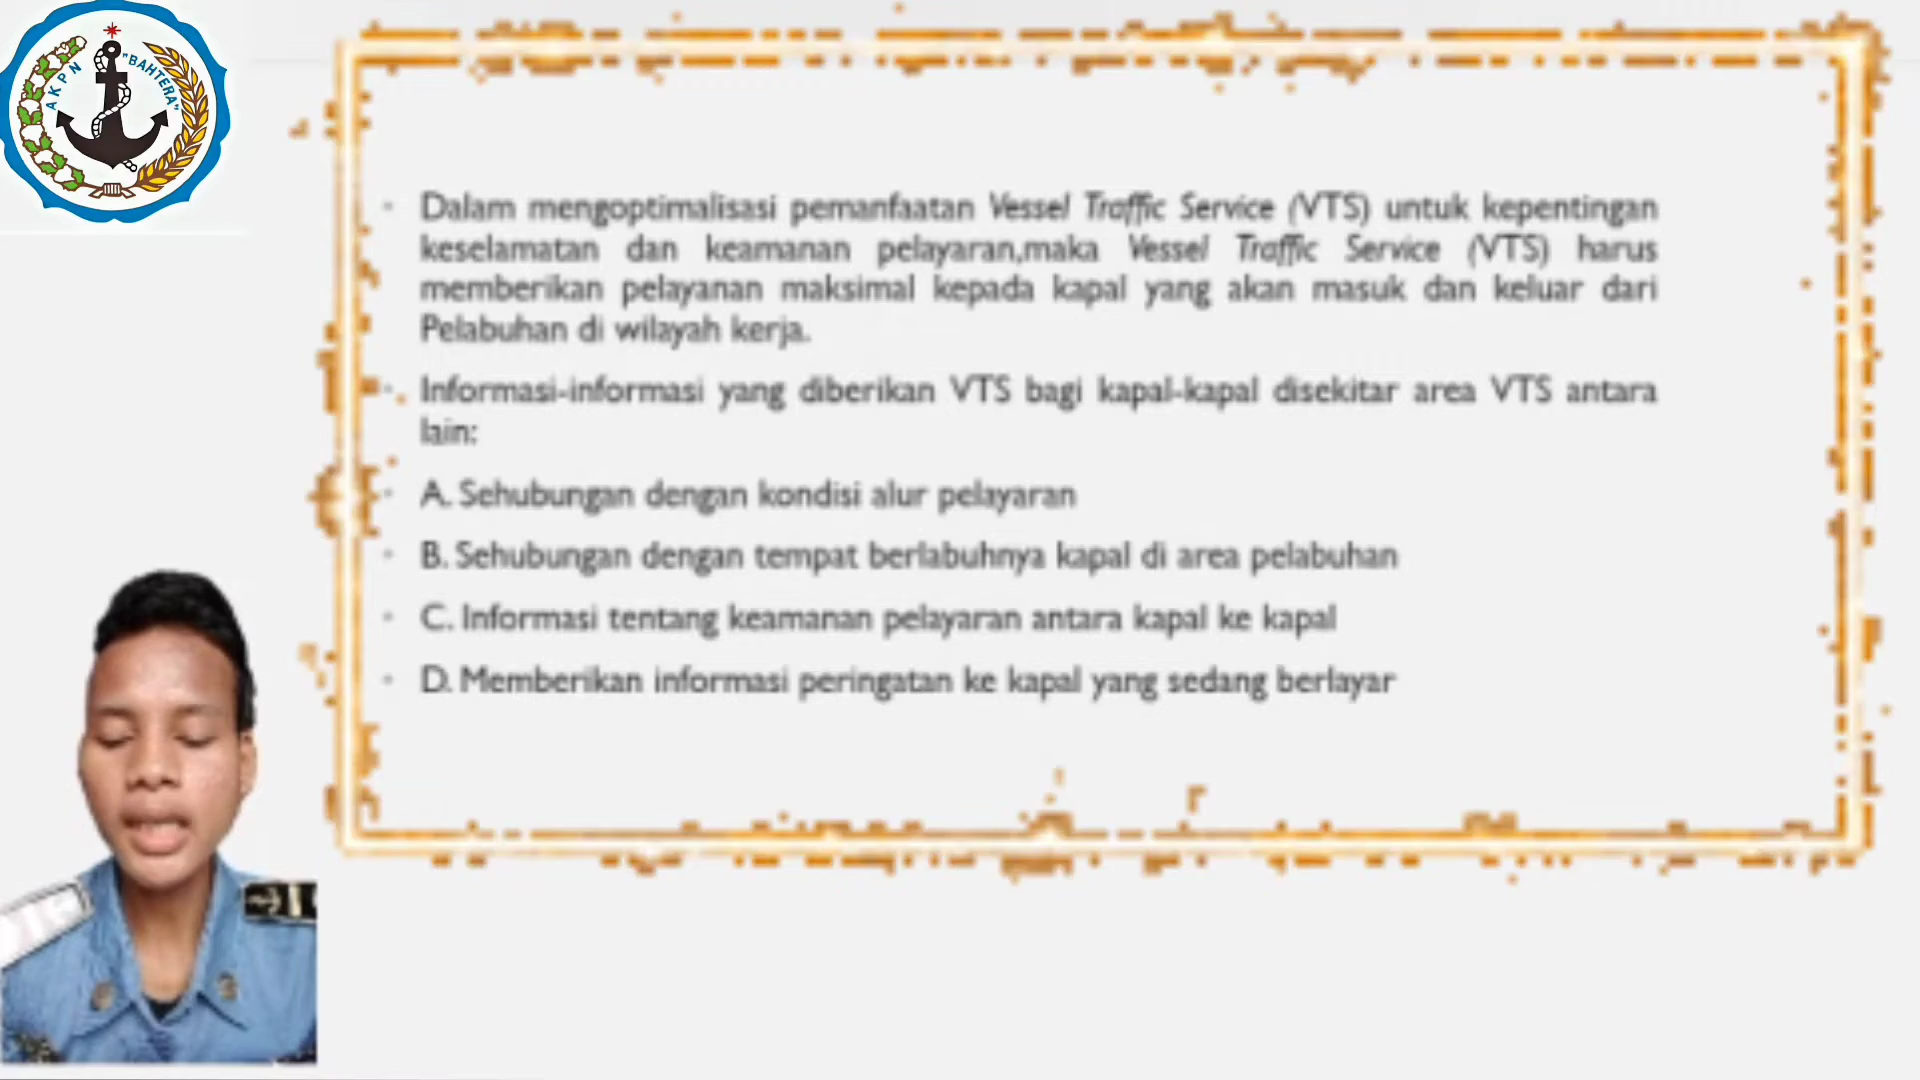 AKPN "BAHTERA"
• Dalam mengoptimalisasi pemanfaatan Vessel Traffic Service (VTS) untuk kepentingan
keselamatan dan keamanan pelayaran,maka Vessel Traffic Service (VTS) harus
memberikan pelayanan maksimal kepada kapal yang akan masuk dan keluar dari
Pelabuhan di wilayah kerja.
• Informasi-informasi yang diberikan VTS bagi kapal-kapal disekitar area VTS antara
lain:
• A. Sehubungan dengan kondisi alur pelayaran
• B. Sehubungan dengan tempat berlabuhnya kapal di area pelabuhan
• C. Informasi tentang keamanan pelayaran antara kapal ke kapal
• D. Memberikan informasi peringatan ke kapal yang sedang berlayar